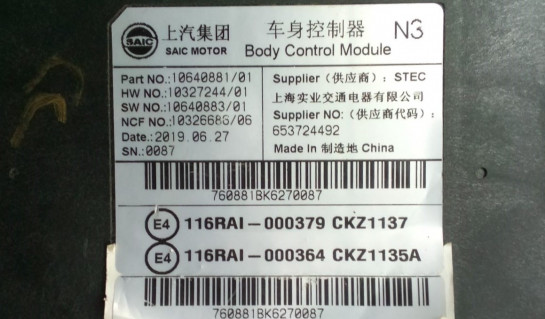 上汽集团 车身控制器 N3
SAIC SAIC MOTOR Body Control Module
Part NO.:10640881/01
HW NO.:10327244/01
SW NO.:10640883/01
NCF NO.:10326686/06
Date.:2019.06.27
SN.:0087
Supplier（供应商）：STEC
上海实业交通电器有限公司
Supplier NO:（供应商代码）:
653724492
Made In 制造地 China
760881BK6270087
E4 116RAI-000379 CKZ1137
E4 116RAI-000364 CKZ1135A
760881BK6270087